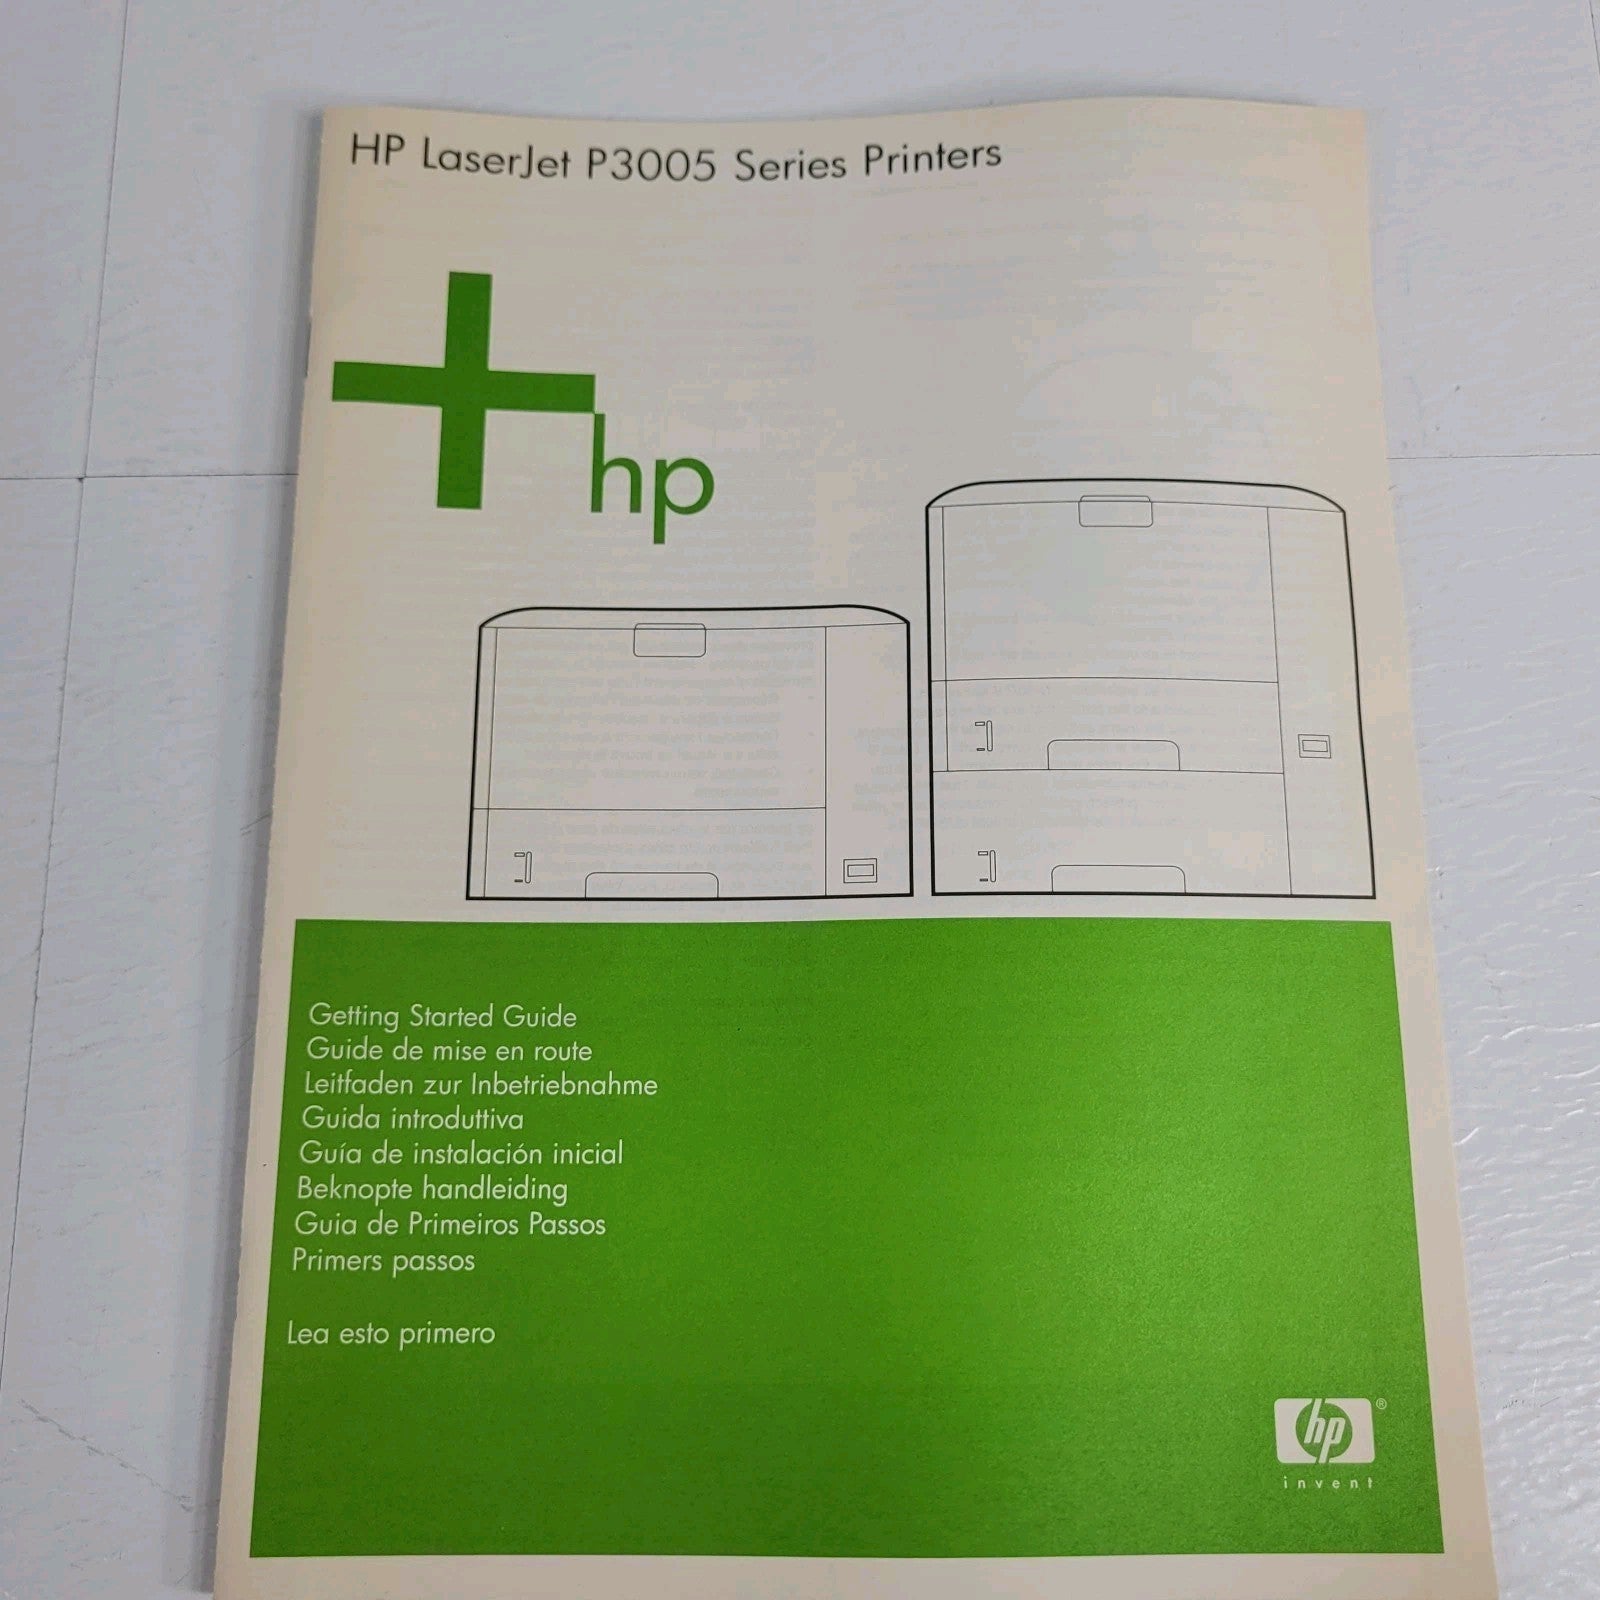 HP LaserJet P3005 Series Printers
hp
Getting Started Guide
Guide de mise en route
Leitfaden zur Inbetriebnahme
Guida introduttiva
Guía de instalación inicial
Beknopte handleiding
Guia de Primeiros Passos
Primers passos
Lea esto primero
hp®
invent